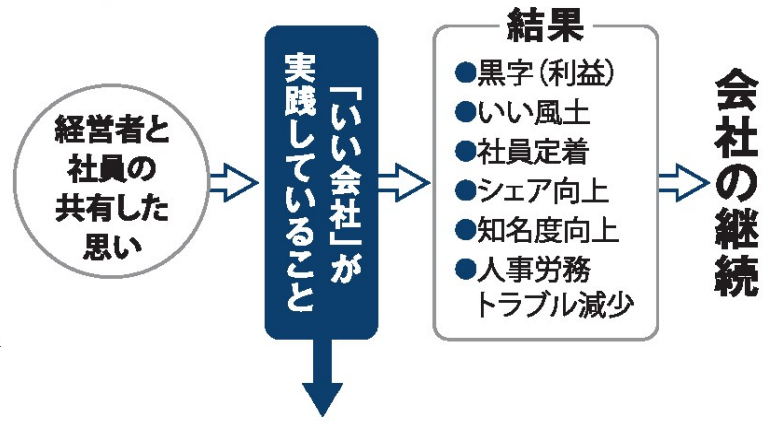 経営者と
社員の
共有した
思い
「いい会社」が
実践していること
結果
●黒字（利益）
●いい風土
●社員定着
●シェア向上
●知名度向上
●人事労務
トラブル減少
会社の継続